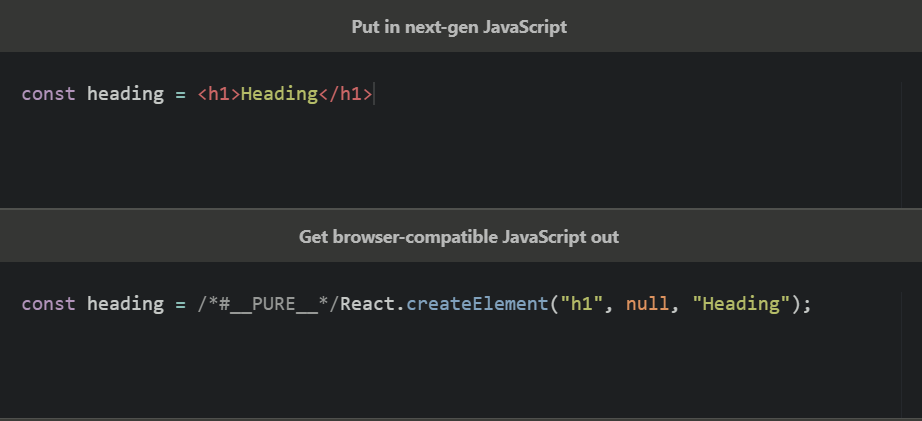 Put in next-gen JavaScript
const heading = <h1>Heading</h1>
Get browser-compatible JavaScript out
const heading = /*#__PURE__*/React.createElement("h1", null, "Heading");